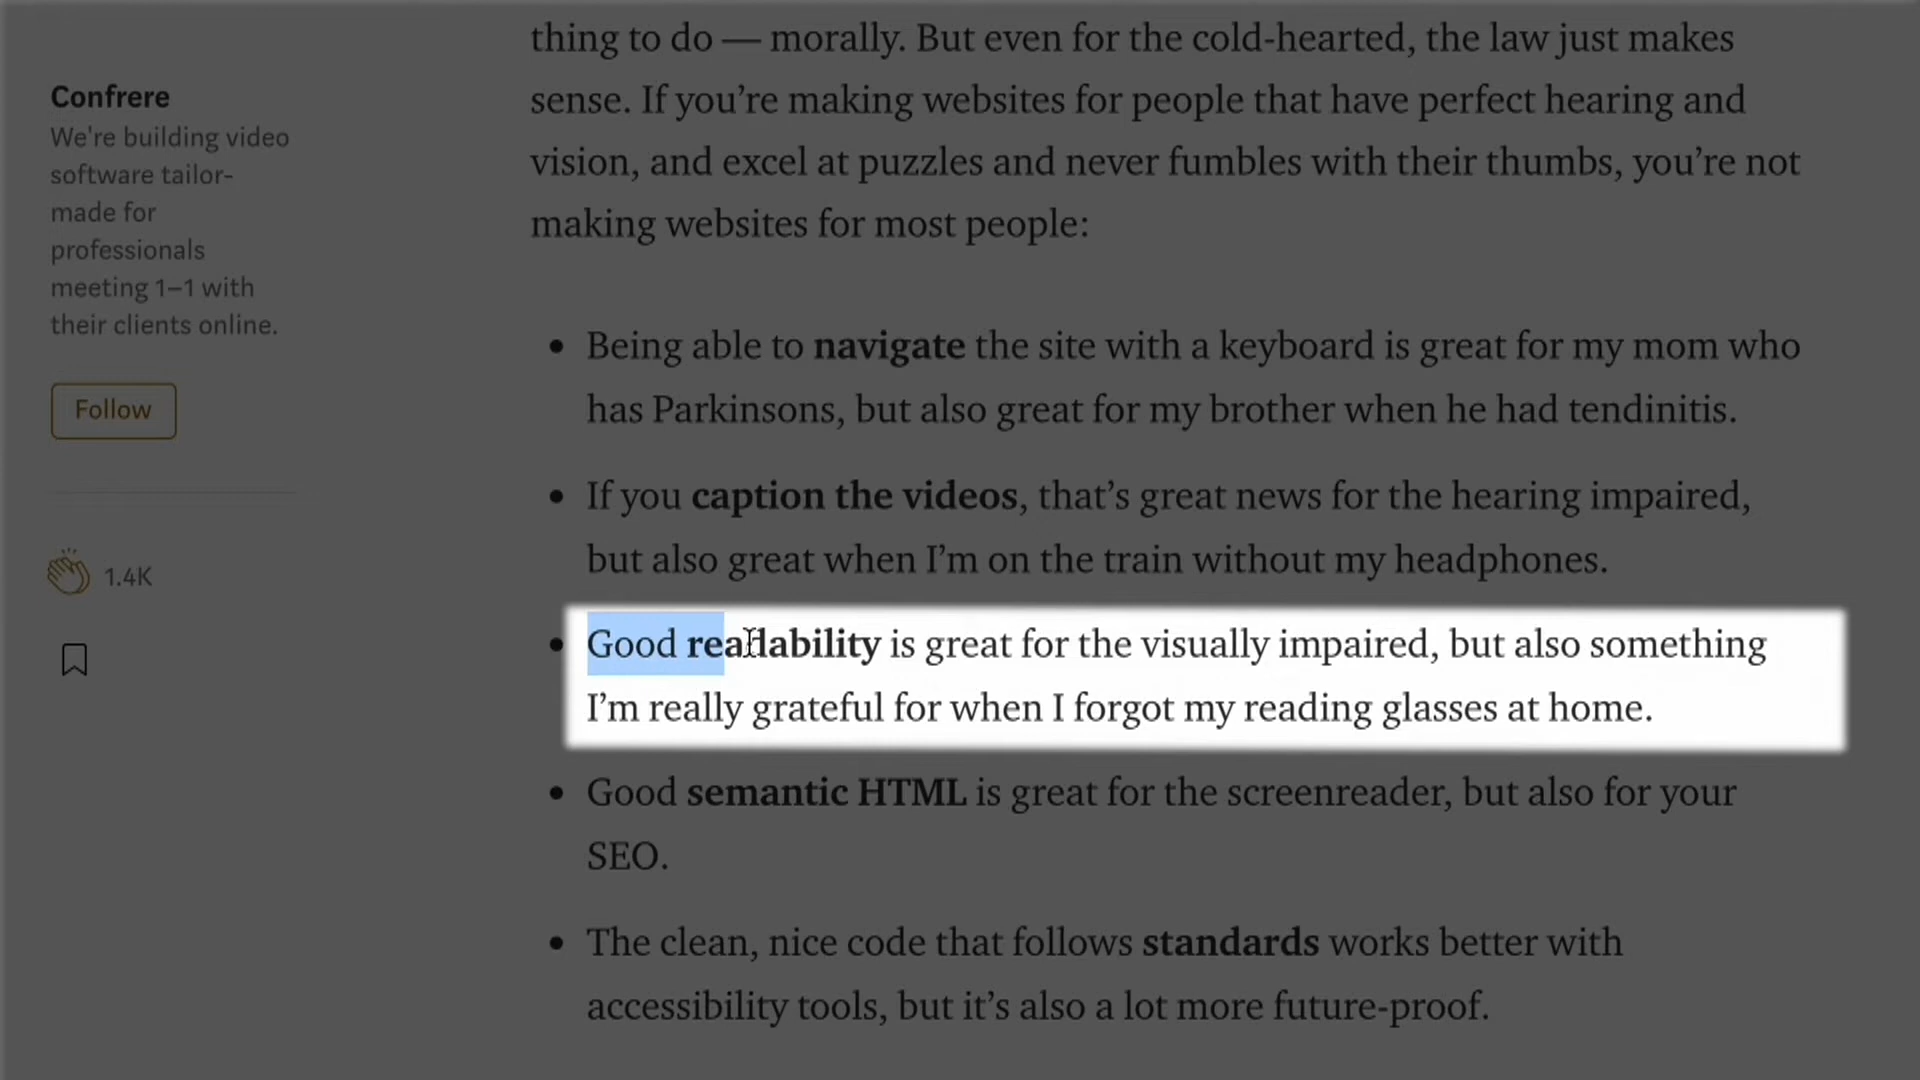 Confrere
We're building video
software tailor-
made for
professionals
meeting 1–1 with
their clients online.
Follow
1.4K
thing to do — morally. But even for the cold-hearted, the law just makes
sense. If you’re making websites for people that have perfect hearing and
vision, and excel at puzzles and never fumbles with their thumbs, you’re not
making websites for most people:
• Being able to navigate the site with a keyboard is great for my mom who
has Parkinsons, but also great for my brother when he had tendinitis.
• If you caption the videos, that’s great news for the hearing impaired,
but also great when I’m on the train without my headphones.
• Good readability is great for the visually impaired, but also something
I’m really grateful for when I forgot my reading glasses at home.
• Good semantic HTML is great for the screenreader, but also for your
SEO.
• The clean, nice code that follows standards works better with
accessibility tools, but it’s also a lot more future-proof.